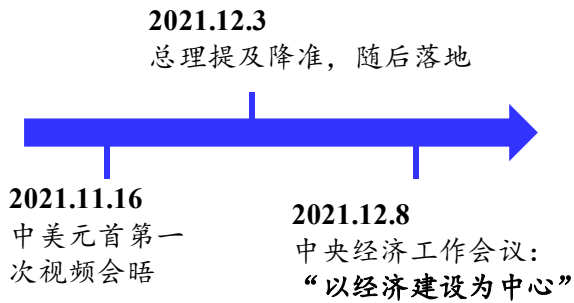 2021.12.3
总理提及降准，随后落地
2021.11.16
中美元首第一
次视频会晤
2021.12.8
中央经济工作会议：
“以经济建设为中心”